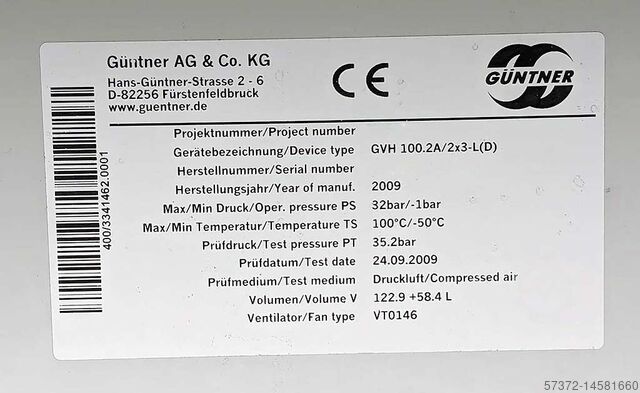 Güntner AG & Co. KG
Hans-Güntner-Strasse 2 - 6
D-82256 Fürstenfeldbruck
www.guentner.de
CE
GÜNTNER
400/3341462.0001
Projektnummer/Project number
Gerätebezeichnung/Device type GVH 100.2A/2x3-L(D)
Herstellnummer/Serial number
Herstellungsjahr/Year of manuf. 2009
Max/Min Druck/Oper. pressure PS 32bar/-1bar
Max/Min Temperatur/Temperature TS 100°C/-50°C
Prüfdruck/Test pressure PT 35.2bar
Prüfdatum/Test date 24.09.2009
Prüfmedium/Test medium Druckluft/Compressed air
Volumen/Volume V 122.9 +58.4 L
Ventilator/Fan type VT0146
57372-14581660